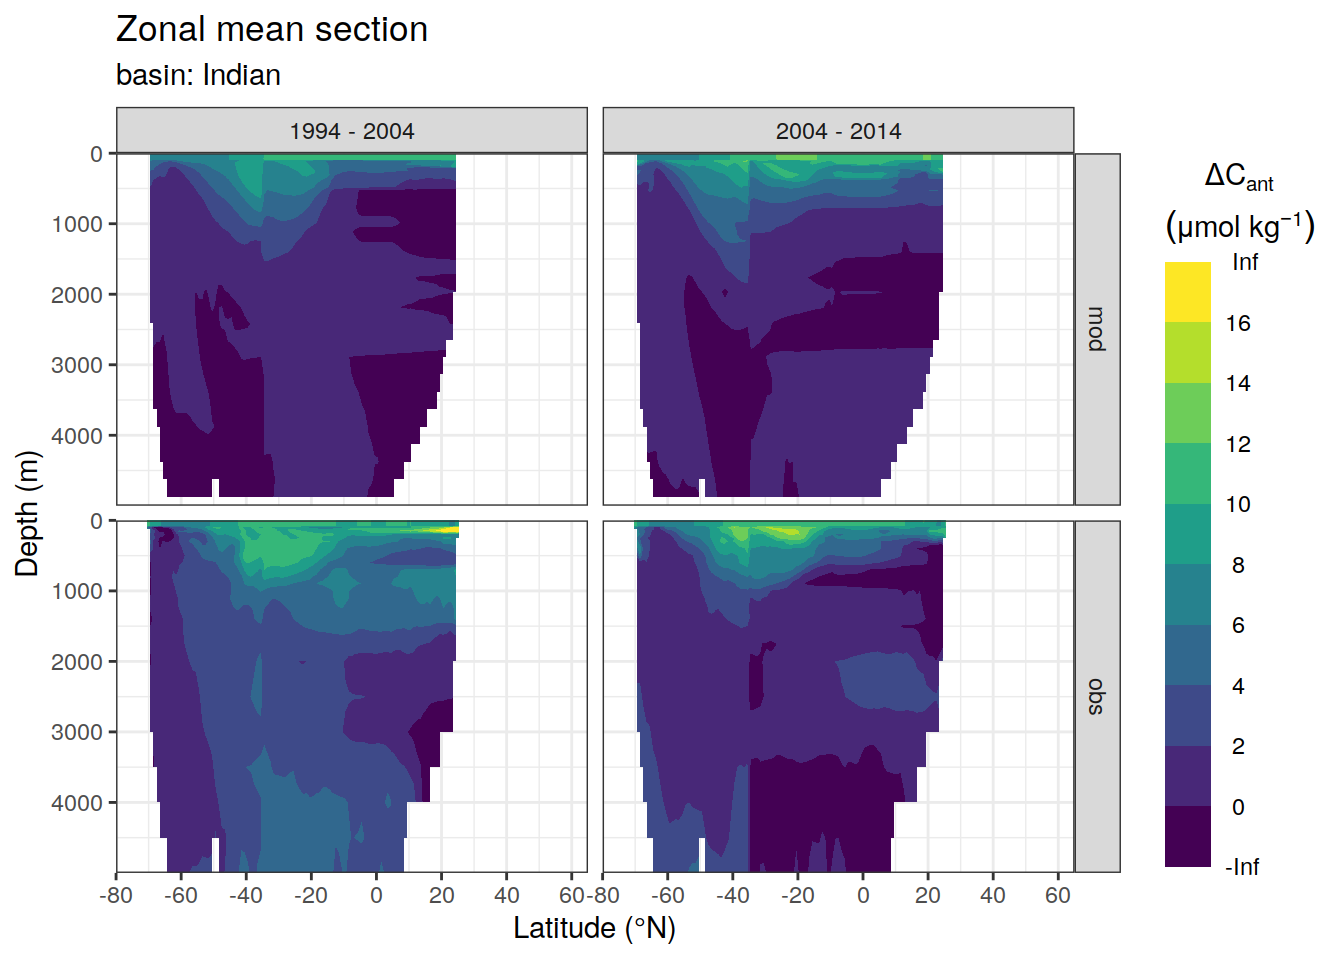 Zonal mean section
basin: Indian
1994 - 2004
2004 - 2014
0
1000
2000
3000
4000
mod
0
1000
2000
3000
4000
obs
-80 -60 -40 -20 0 20 40 60
-80 -60 -40 -20 0 20 40 60
Latitude (°N)
Depth (m)
ΔCant
(μmol kg⁻¹)
Inf
16
14
12
10
8
6
4
2
0
-Inf